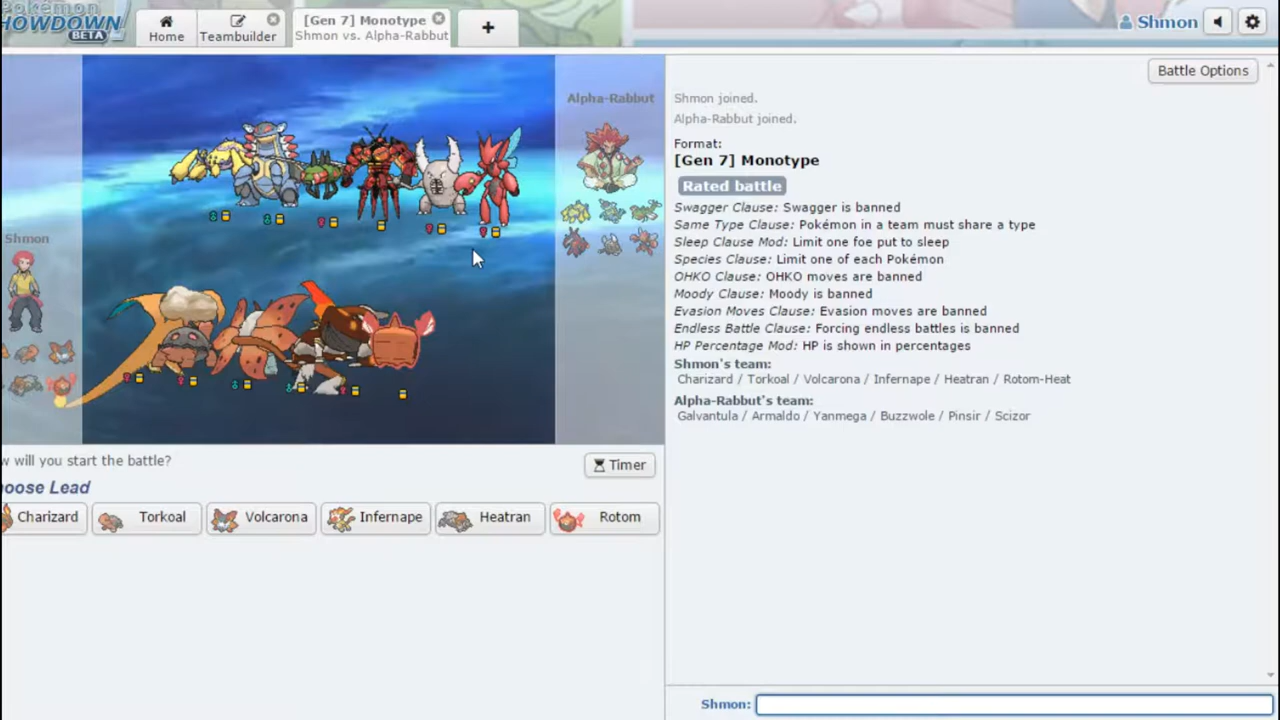 Pokémon
HOWDOWN
BETA
Home
Teambuilder
[Gen 7] Monotype
Shmon vs. Alpha-Rabbut
+
Shmon
Battle Options
Alpha-Rabbut
Shmon
Shmon joined.
Alpha-Rabbut joined.
Format:
[Gen 7] Monotype
Rated battle
Swagger Clause: Swagger is banned
Same Type Clause: Pokémon in a team must share a type
Sleep Clause Mod: Limit one foe put to sleep
Species Clause: Limit one of each Pokémon
OHKO Clause: OHKO moves are banned
Moody Clause: Moody is banned
Evasion Moves Clause: Evasion moves are banned
Endless Battle Clause: Forcing endless battles is banned
HP Percentage Mod: HP is shown in percentages
Shmon's team:
Charizard / Torkoal / Volcarona / Infernape / Heatran / Rotom-Heat
Alpha-Rabbut's team:
Galvantula / Armaldo / Yanmega / Buzzwole / Pinsir / Scizor
w will you start the battle?
Timer
oose Lead
Charizard
Torkoal
Volcarona
Infernape
Heatran
Rotom
Shmon: